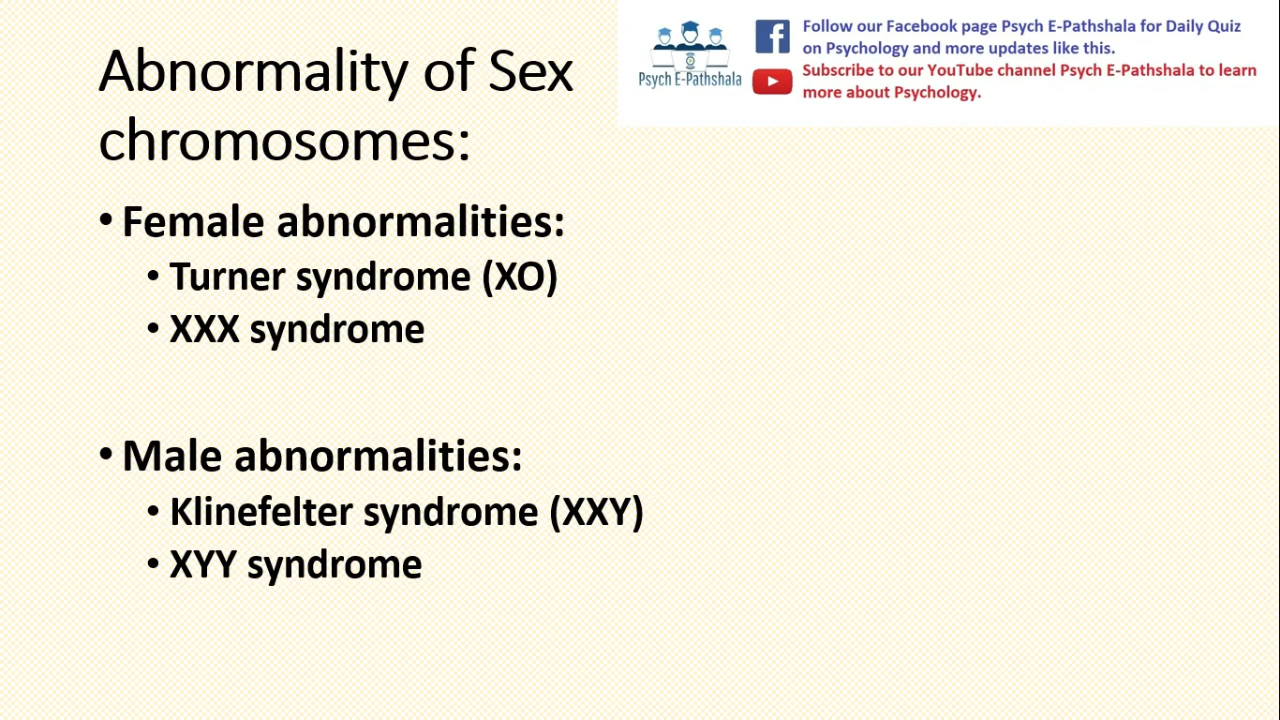 Abnormality of Sex
chromosomes:
Psych E-Pathshala
Follow our Facebook page Psych E-Pathshala for Daily Quiz
on Psychology and more updates like this.
Subscribe to our YouTube channel Psych E-Pathshala to learn
more about Psychology.
• Female abnormalities:
• Turner syndrome (XO)
• XXX syndrome
• Male abnormalities:
• Klinefelter syndrome (XXY)
• XYY syndrome